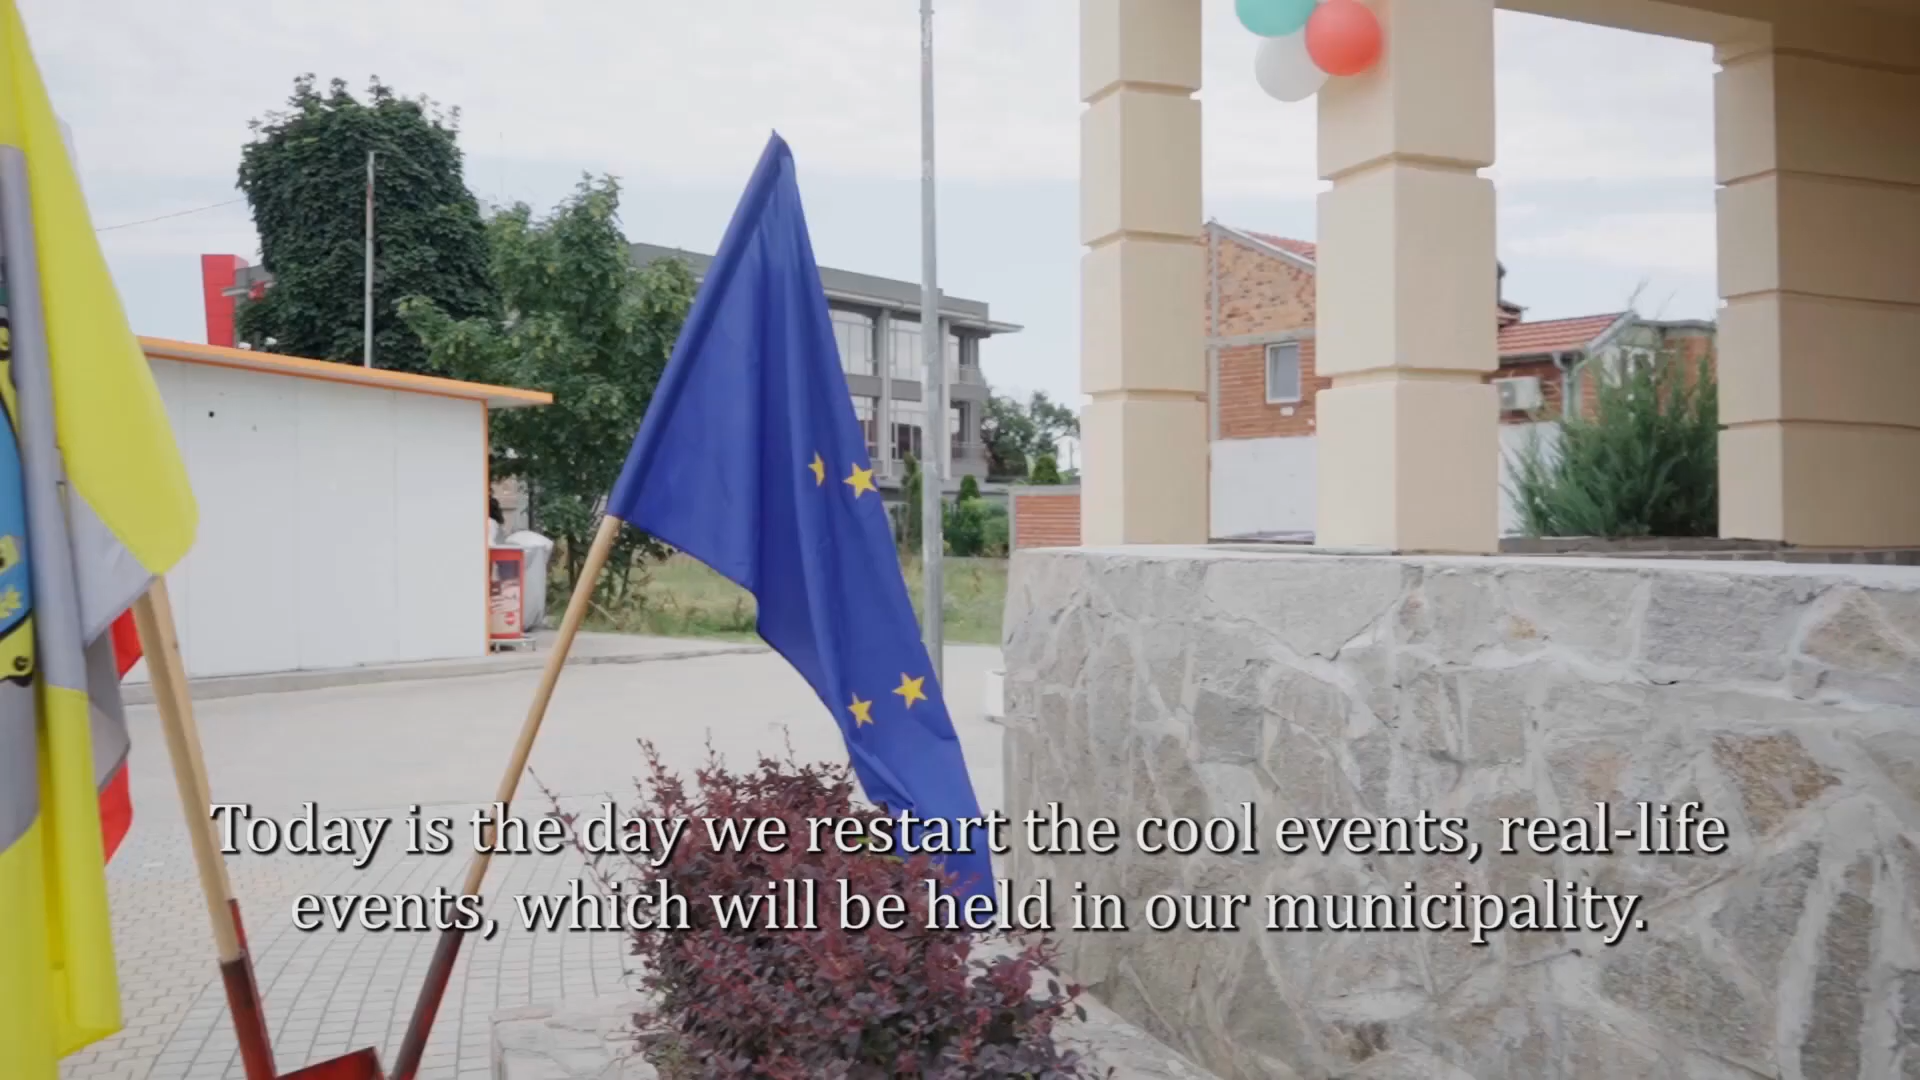 Today is the day we restart the cool events, real-life
events, which will be held in our municipality.